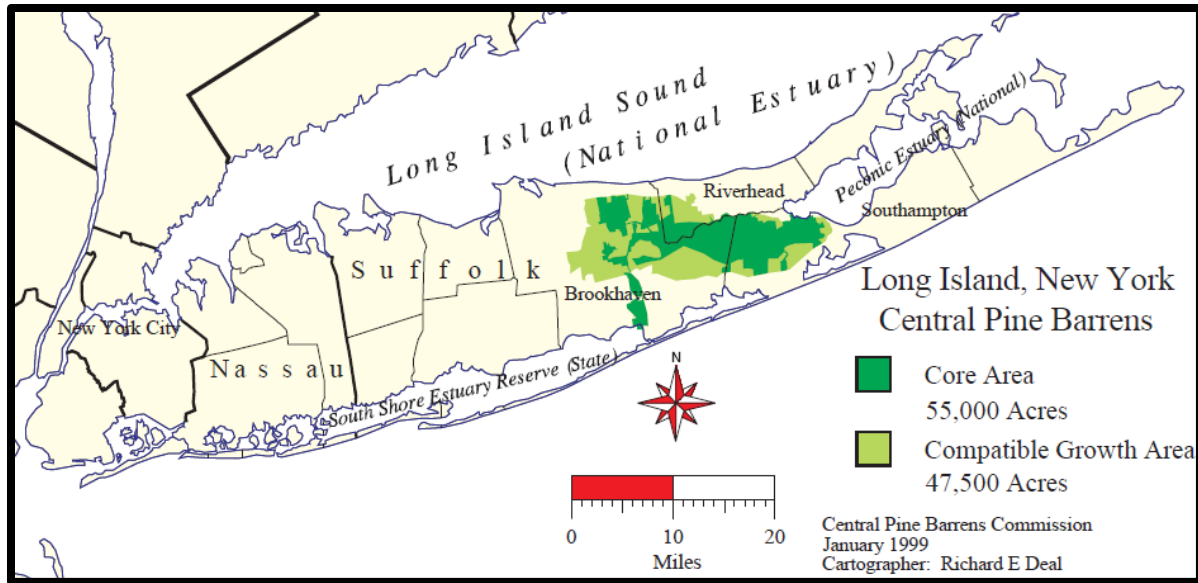 Long Island Sound
(National Estuary)
Peconic Estuary (National)
Riverhead
Southampton
Suffolk
Brookhaven
New York City
Nassau
South Shore Estuary Reserve (State)
N
Long Island, New York
Central Pine Barrens
Core Area
55,000 Acres
Compatible Growth Area
47,500 Acres
0 10 20
Miles
Central Pine Barrens Commission
January 1999
Cartographer: Richard E Deal